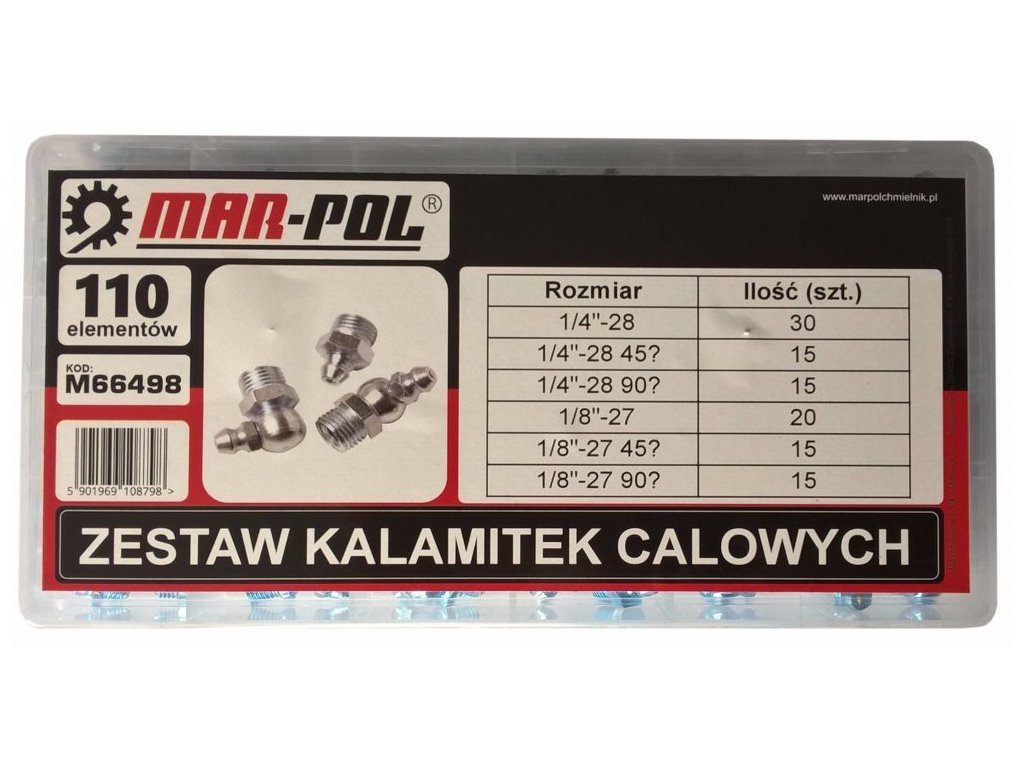 MAR-POL®
www.marpolchmielnik.pl
110
elementów
KOD:
M66498
5 901969 108798 >
Rozmiar Ilość (szt.)
1/4"-28 30
1/4"-28 45? 15
1/4"-28 90? 15
1/8"-27 20
1/8"-27 45? 15
1/8"-27 90? 15
ZESTAW KALAMITEK CALOWYCH